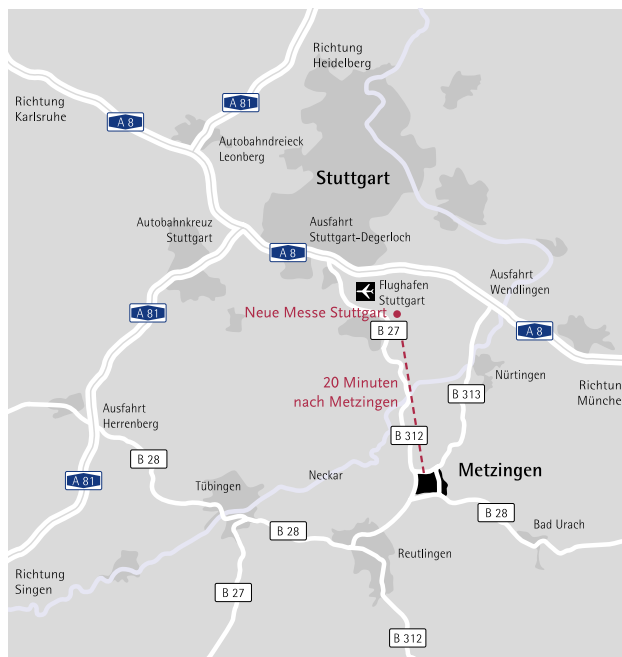 Richtung
Heidelberg
Richtung
Karlsruhe
A 81
A 8
Autobahndreieck
Leonberg
Stuttgart
Autobahnkreuz
Stuttgart
Ausfahrt
Stuttgart-Degerloch
A 8
Ausfahrt
Wendlingen
Flughafen
Stuttgart
Neue Messe Stuttgart
A 81
B 27
A 8
20 Minuten
nach Metzingen
Nürtingen
Richtun
Münche
B 313
Ausfahrt
Herrenberg
B 312
B 28
A 81
Tübingen
Neckar
Metzingen
B 28
Bad Urach
B 28
Reutlingen
Richtung
Singen
B 27
B 312